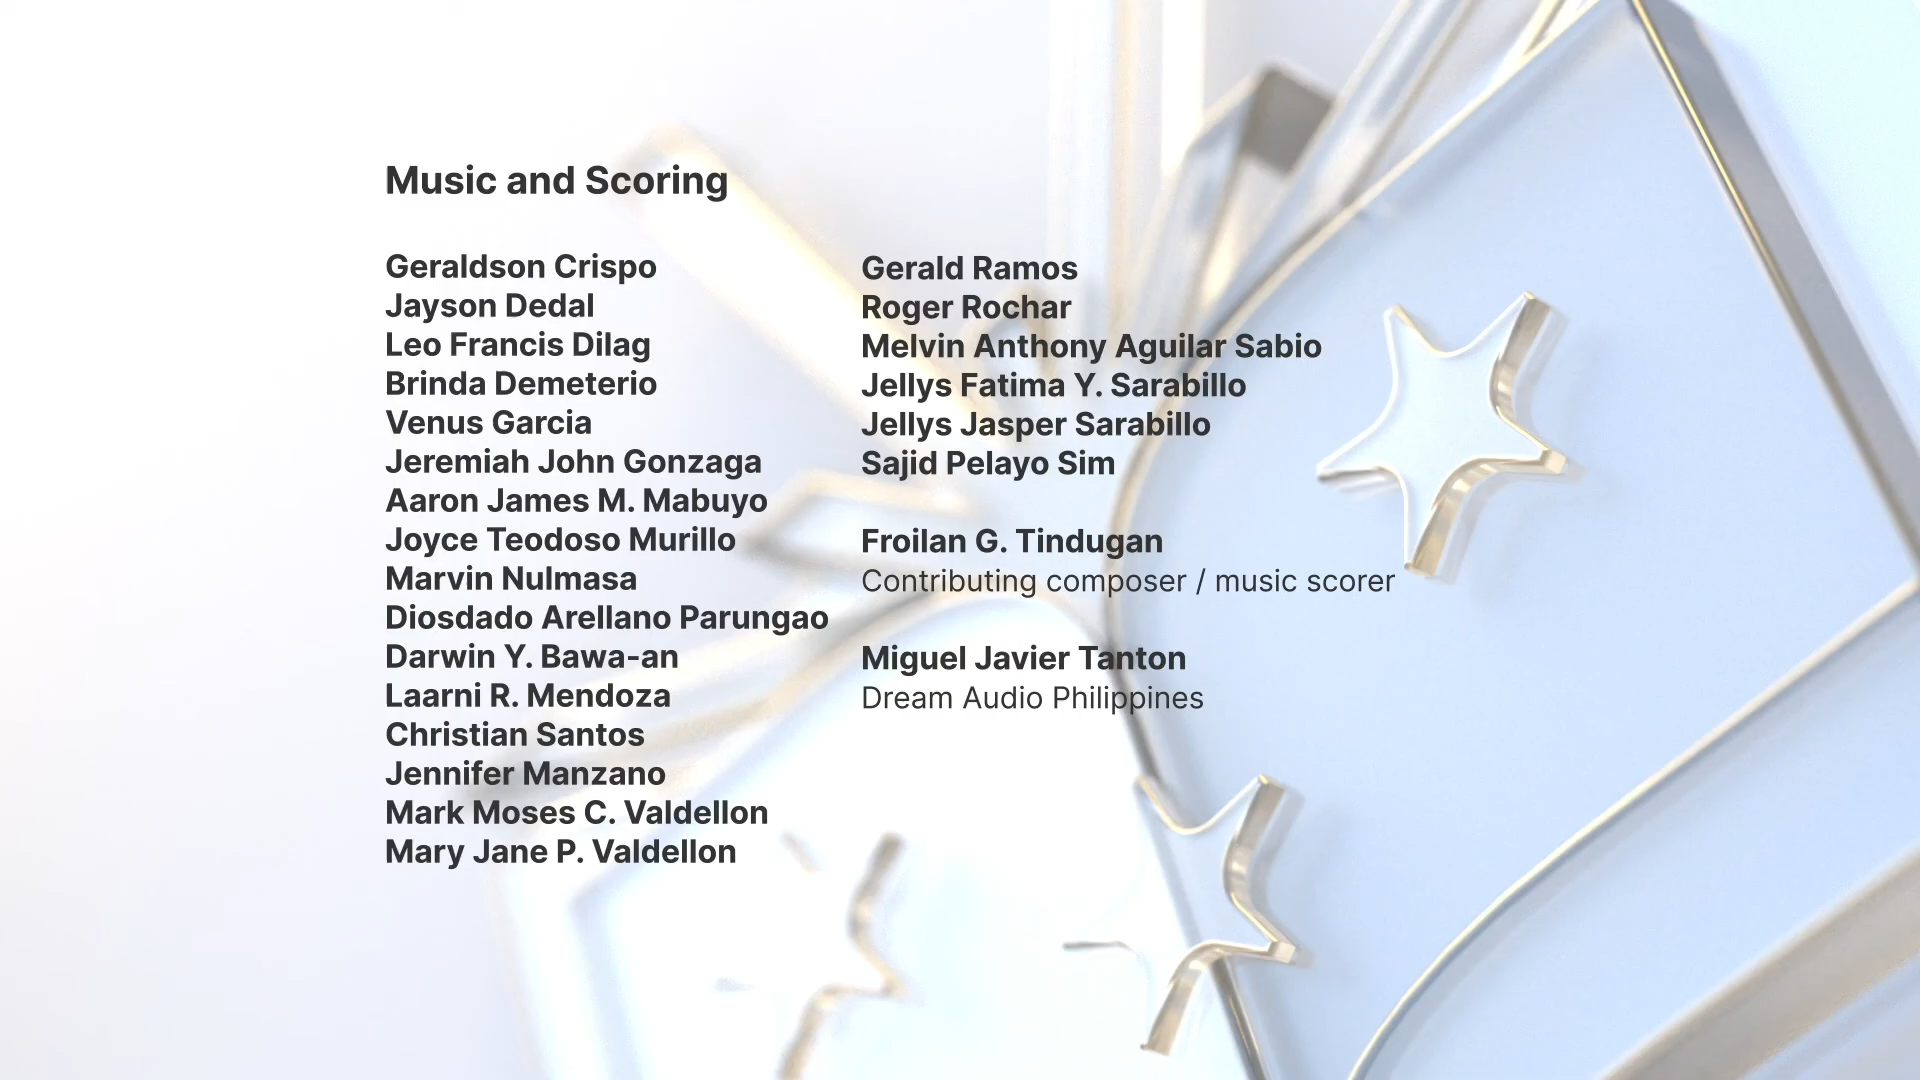 Music and Scoring
Geraldson Crispo
Jayson Dedal
Leo Francis Dilag
Brinda Demeterio
Venus Garcia
Jeremiah John Gonzaga
Aaron James M. Mabuyo
Joyce Teodoso Murillo
Marvin Nulmasa
Diosdado Arellano Parungao
Darwin Y. Bawa-an
Laarni R. Mendoza
Christian Santos
Jennifer Manzano
Mark Moses C. Valdellon
Mary Jane P. Valdellon
Gerald Ramos
Roger Rochar
Melvin Anthony Aguilar Sabio
Jellys Fatima Y. Sarabillo
Jellys Jasper Sarabillo
Sajid Pelayo Sim
Froilan G. Tindugan
Contributing composer / music scorer
Miguel Javier Tanton
Dream Audio Philippines